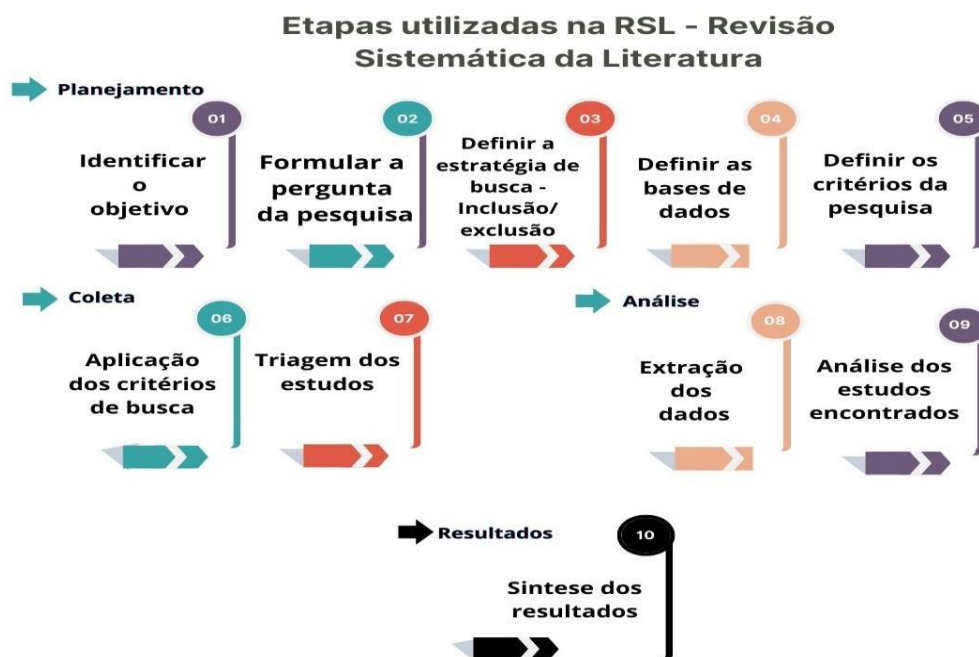 Etapas utilizadas na RSL - Revisão
Sistemática da Literatura
Planejamento
01
Identificar
o
objetivo
02
Formular a
pergunta
da pesquisa
03
Definir a
estratégia de
busca -
Inclusão/
exclusão
04
Definir as
bases de
dados
05
Definir os
critérios da
pesquisa
Coleta
06
Aplicação
dos critérios
de busca
07
Triagem dos
estudos
Análise
08
Extração
dos
dados
09
Análise dos
estudos
encontrados
Resultados
10
Sintese dos
resultados